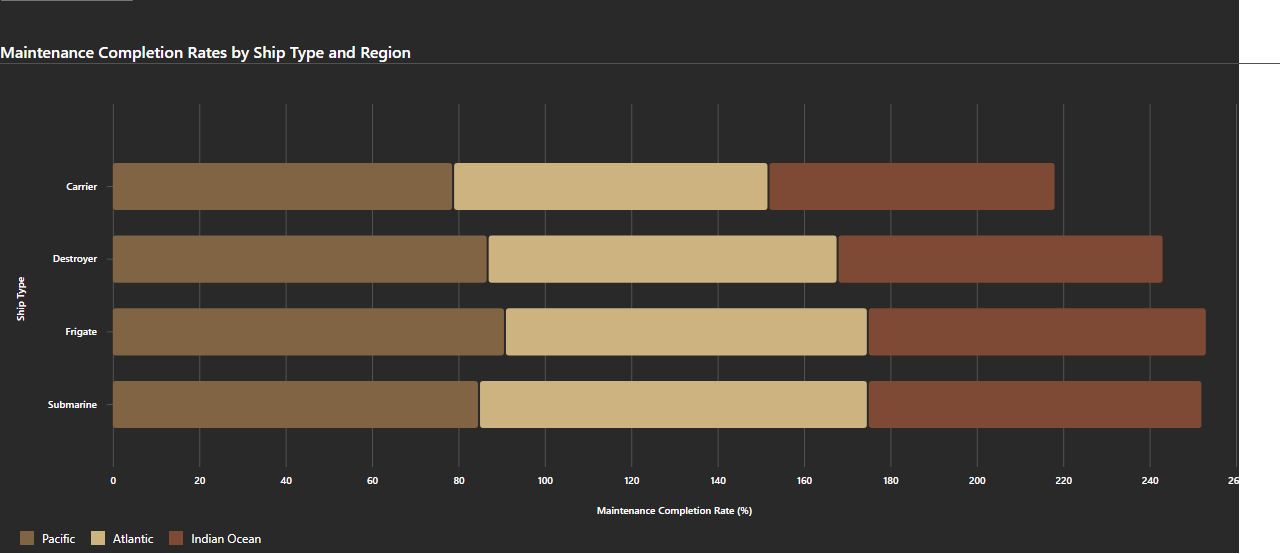 Maintenance Completion Rates by Ship Type and Region
Ship Type
Carrier
Destroyer
Frigate
Submarine
0 20 40 60 80 100 120 140 160 180 200 220 240 26
Maintenance Completion Rate (%)
Pacific Atlantic Indian Ocean